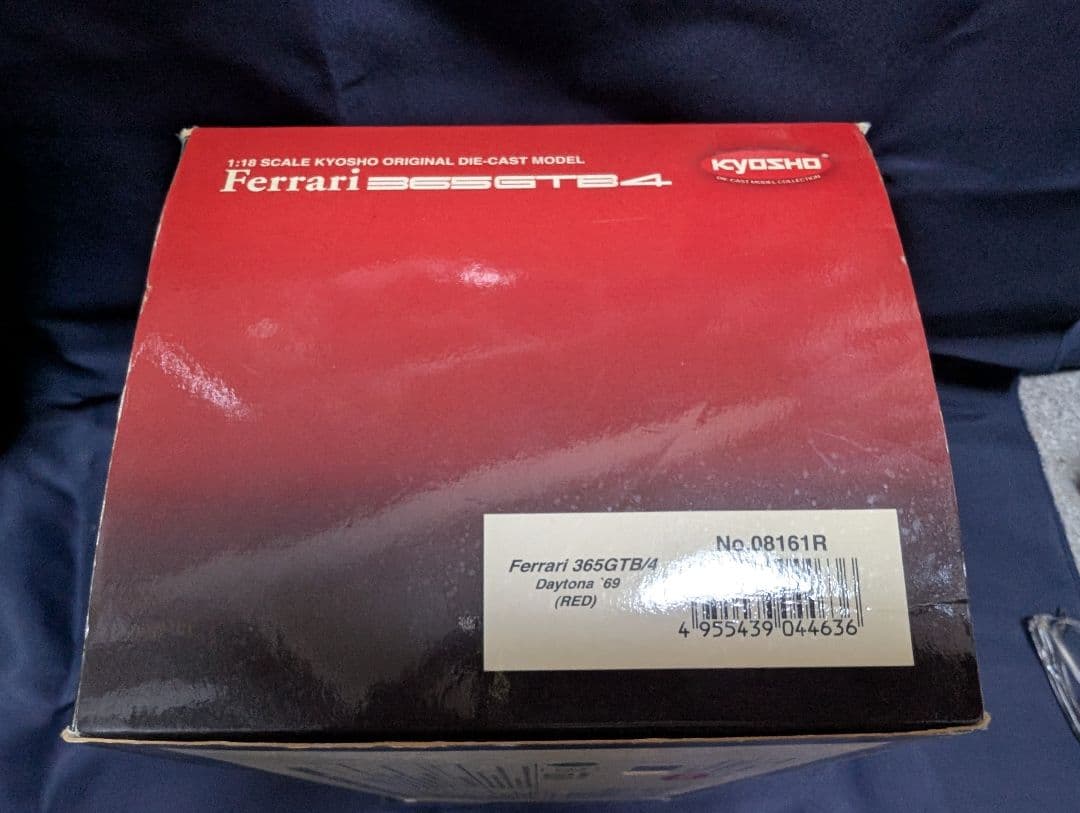 1:18 SCALE KYOSHO ORIGINAL DIE-CAST MODEL
Ferrari 365GTB4
KYOSHO
DIE-CAST MODEL COLLECTION
No.08161R
Ferrari 365GTB/4
Daytona `69
(RED)
4 955439 044636